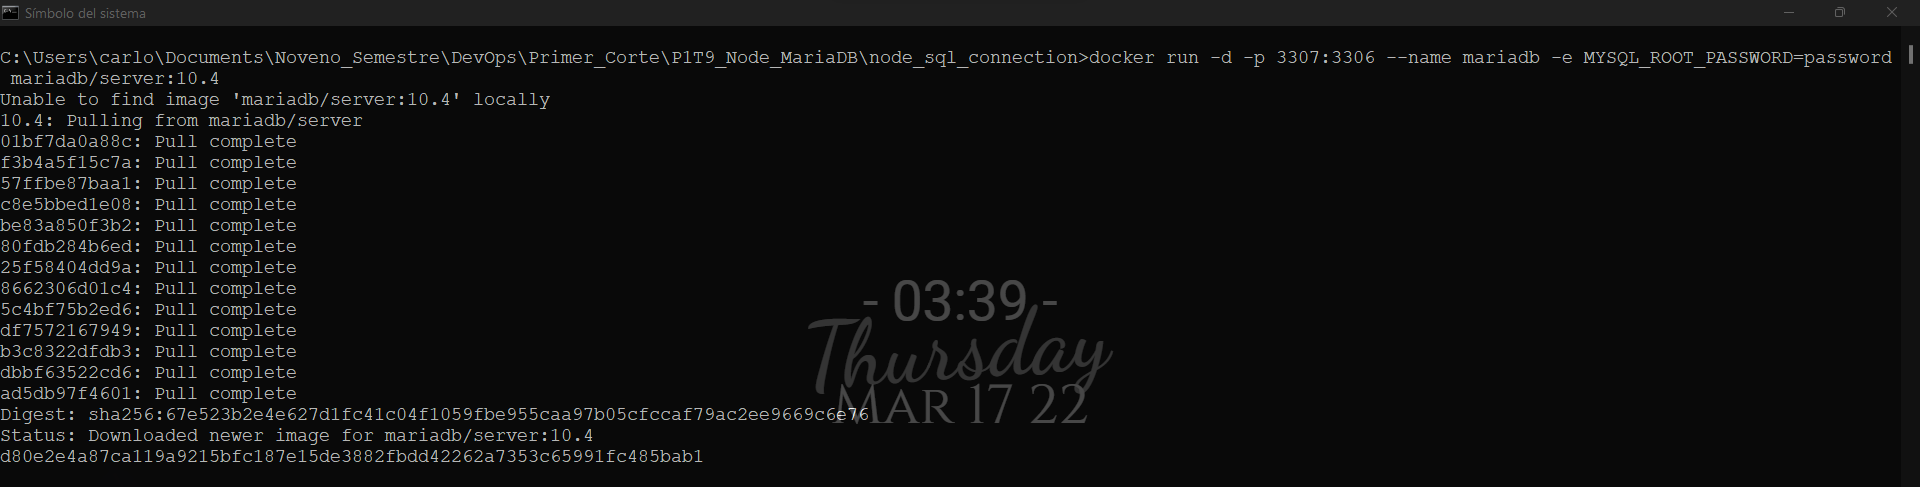 Símbolo del sistema
C:\Users\carlo\Documents\Noveno_Semestre\DevOps\Primer_Corte\P1T9_Node_MariaDB\node_sql_connection>docker run -d -p 3307:3306 --name mariadb -e MYSQL_ROOT_PASSWORD=password
 mariadb/server:10.4
Unable to find image 'mariadb/server:10.4' locally
10.4: Pulling from mariadb/server
01bf7da0a88c: Pull complete
f3b4a5f15c7a: Pull complete
57ffbe87baa1: Pull complete
c8e5bbed1e08: Pull complete
be83a850f3b2: Pull complete
80fdb284b6ed: Pull complete
25f58404dd9a: Pull complete
8662306d01c4: Pull complete
5c4bf75b2ed6: Pull complete
df7572167949: Pull complete
b3c8322dfdb3: Pull complete
dbbf63522cd6: Pull complete
ad5db97f4601: Pull complete
Digest: sha256:67e523b2e4e627d1fc41c04f1059fbe955caa97b05cfccaf79ac2ee9669c6e76
Status: Downloaded newer image for mariadb/server:10.4
d80e2e4a87ca119a9215bfc187e15de3882fbdd42262a7353c65991fc485bab1
- 03:39 -
Thursday
MAR 17 22